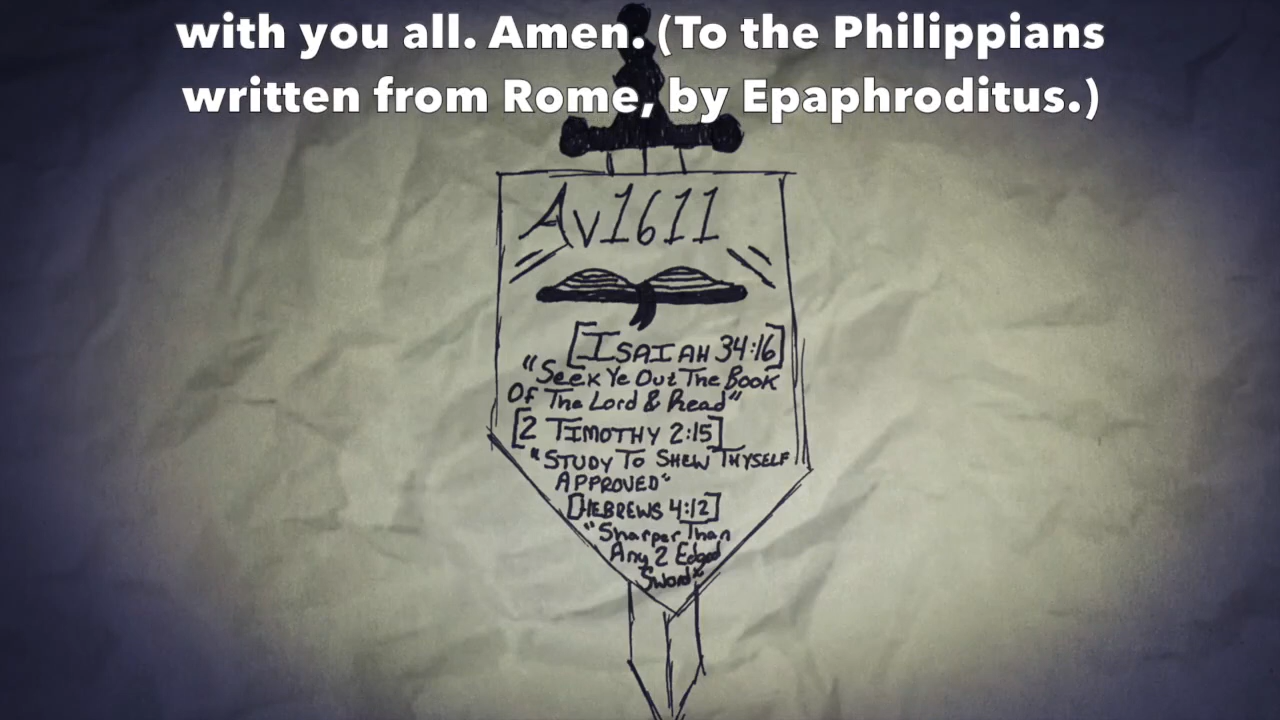 with you all. Amen. (To the Philippians
written from Rome, by Epaphroditus.)
Av1611
[ISAIAH 34:16]
"Seek Ye Out The Book
Of The Lord & Read"
[2 TIMOTHY 2:15]
"STUDY TO SHEW THYSELF
APPROVED"
[HEBREWS 4:12]
"Sharper Than
Any 2 Edged
Sword"